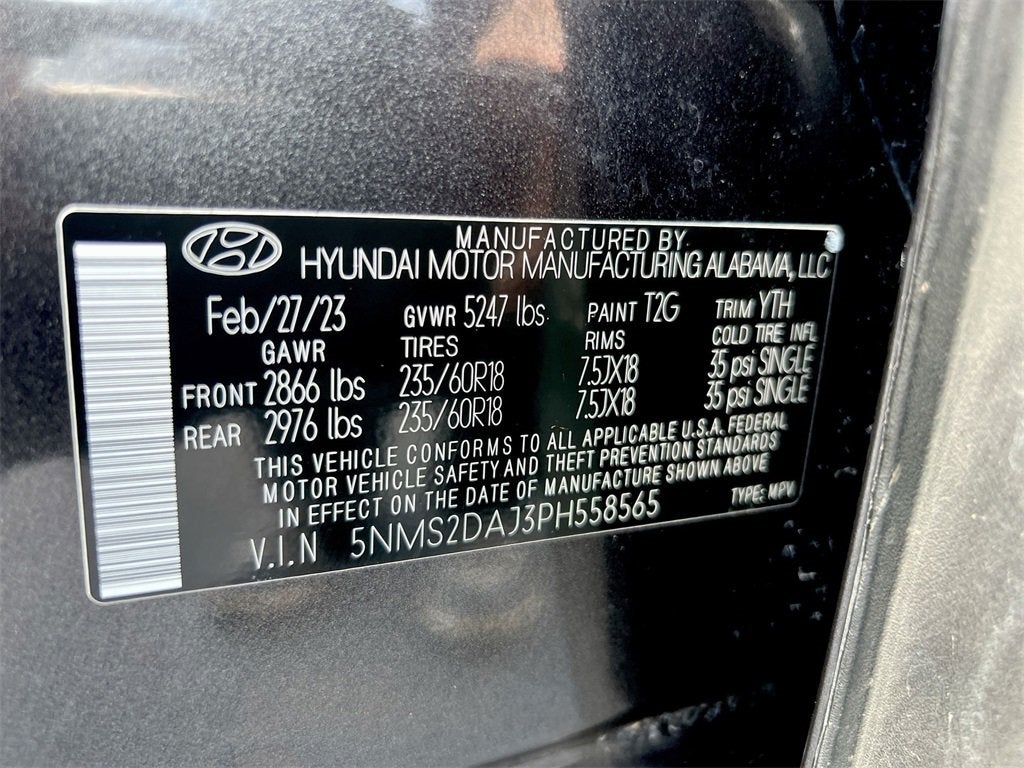 MANUFACTURED BY
HYUNDAI MOTOR MANUFACTURING ALABAMA, LLC
Feb/27/23 GVWR 5247 lbs PAINT T2G TRIM YTH
GAWR TIRES RIMS COLD TIRE INFL
FRONT 2866 lbs 235/60R18 7.5JX18 35 psi SINGLE
REAR 2976 lbs 235/60R18 7.5JX18 35 psi SINGLE
THIS VEHICLE CONFORMS TO ALL APPLICABLE U.S.A. FEDERAL
MOTOR VEHICLE SAFETY AND THEFT PREVENTION STANDARDS
IN EFFECT ON THE DATE OF MANUFACTURE SHOWN ABOVE
V.I.N 5NMS2DAJ3PH558565 TYPE: MPV